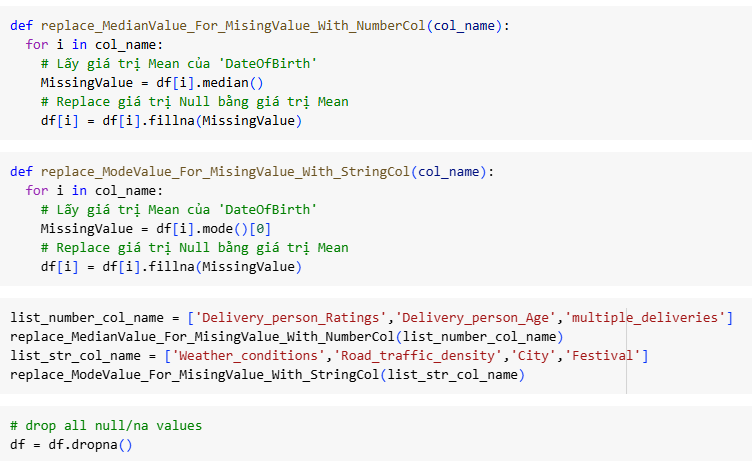 def replace_MedianValue_For_MisingValue_With_NumberCol(col_name):
  for i in col_name:
    # Lấy giá trị Mean của 'DateOfBirth'
    MissingValue = df[i].median()
    # Replace giá trị Null bằng giá trị Mean
    df[i] = df[i].fillna(MissingValue)
def replace_ModeValue_For_MisingValue_With_StringCol(col_name):
  for i in col_name:
    # Lấy giá trị Mean của 'DateOfBirth'
    MissingValue = df[i].mode()[0]
    # Replace giá trị Null bằng giá trị Mean
    df[i] = df[i].fillna(MissingValue)
list_number_col_name = ['Delivery_person_Ratings','Delivery_person_Age','multiple_deliveries']
replace_MedianValue_For_MisingValue_With_NumberCol(list_number_col_name)
list_str_col_name = ['Weather_conditions','Road_traffic_density','City','Festival']
replace_ModeValue_For_MisingValue_With_StringCol(list_str_col_name)
# drop all null/na values
df = df.dropna()